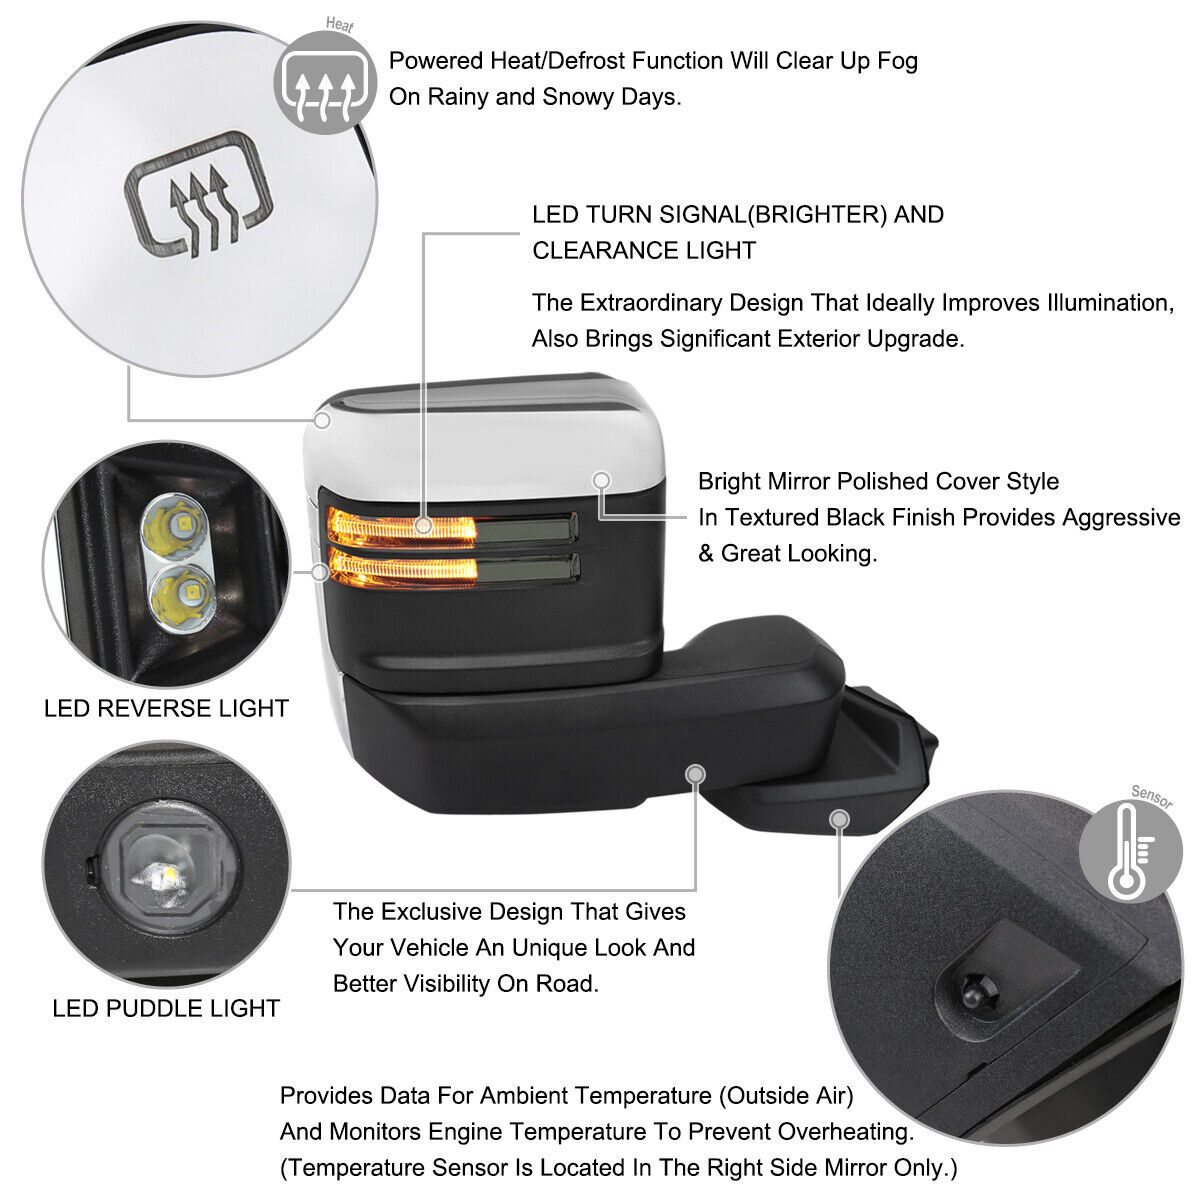 Heat
Powered Heat/Defrost Function Will Clear Up Fog
On Rainy and Snowy Days.
LED TURN SIGNAL(BRIGHTER) AND
CLEARANCE LIGHT
The Extraordinary Design That Ideally Improves Illumination,
Also Brings Significant Exterior Upgrade.
Bright Mirror Polished Cover Style
In Textured Black Finish Provides Aggressive
& Great Looking.
LED REVERSE LIGHT
Sensor
The Exclusive Design That Gives
Your Vehicle An Unique Look And
Better Visibility On Road.
LED PUDDLE LIGHT
Provides Data For Ambient Temperature (Outside Air)
And Monitors Engine Temperature To Prevent Overheating.
(Temperature Sensor Is Located In The Right Side Mirror Only.)